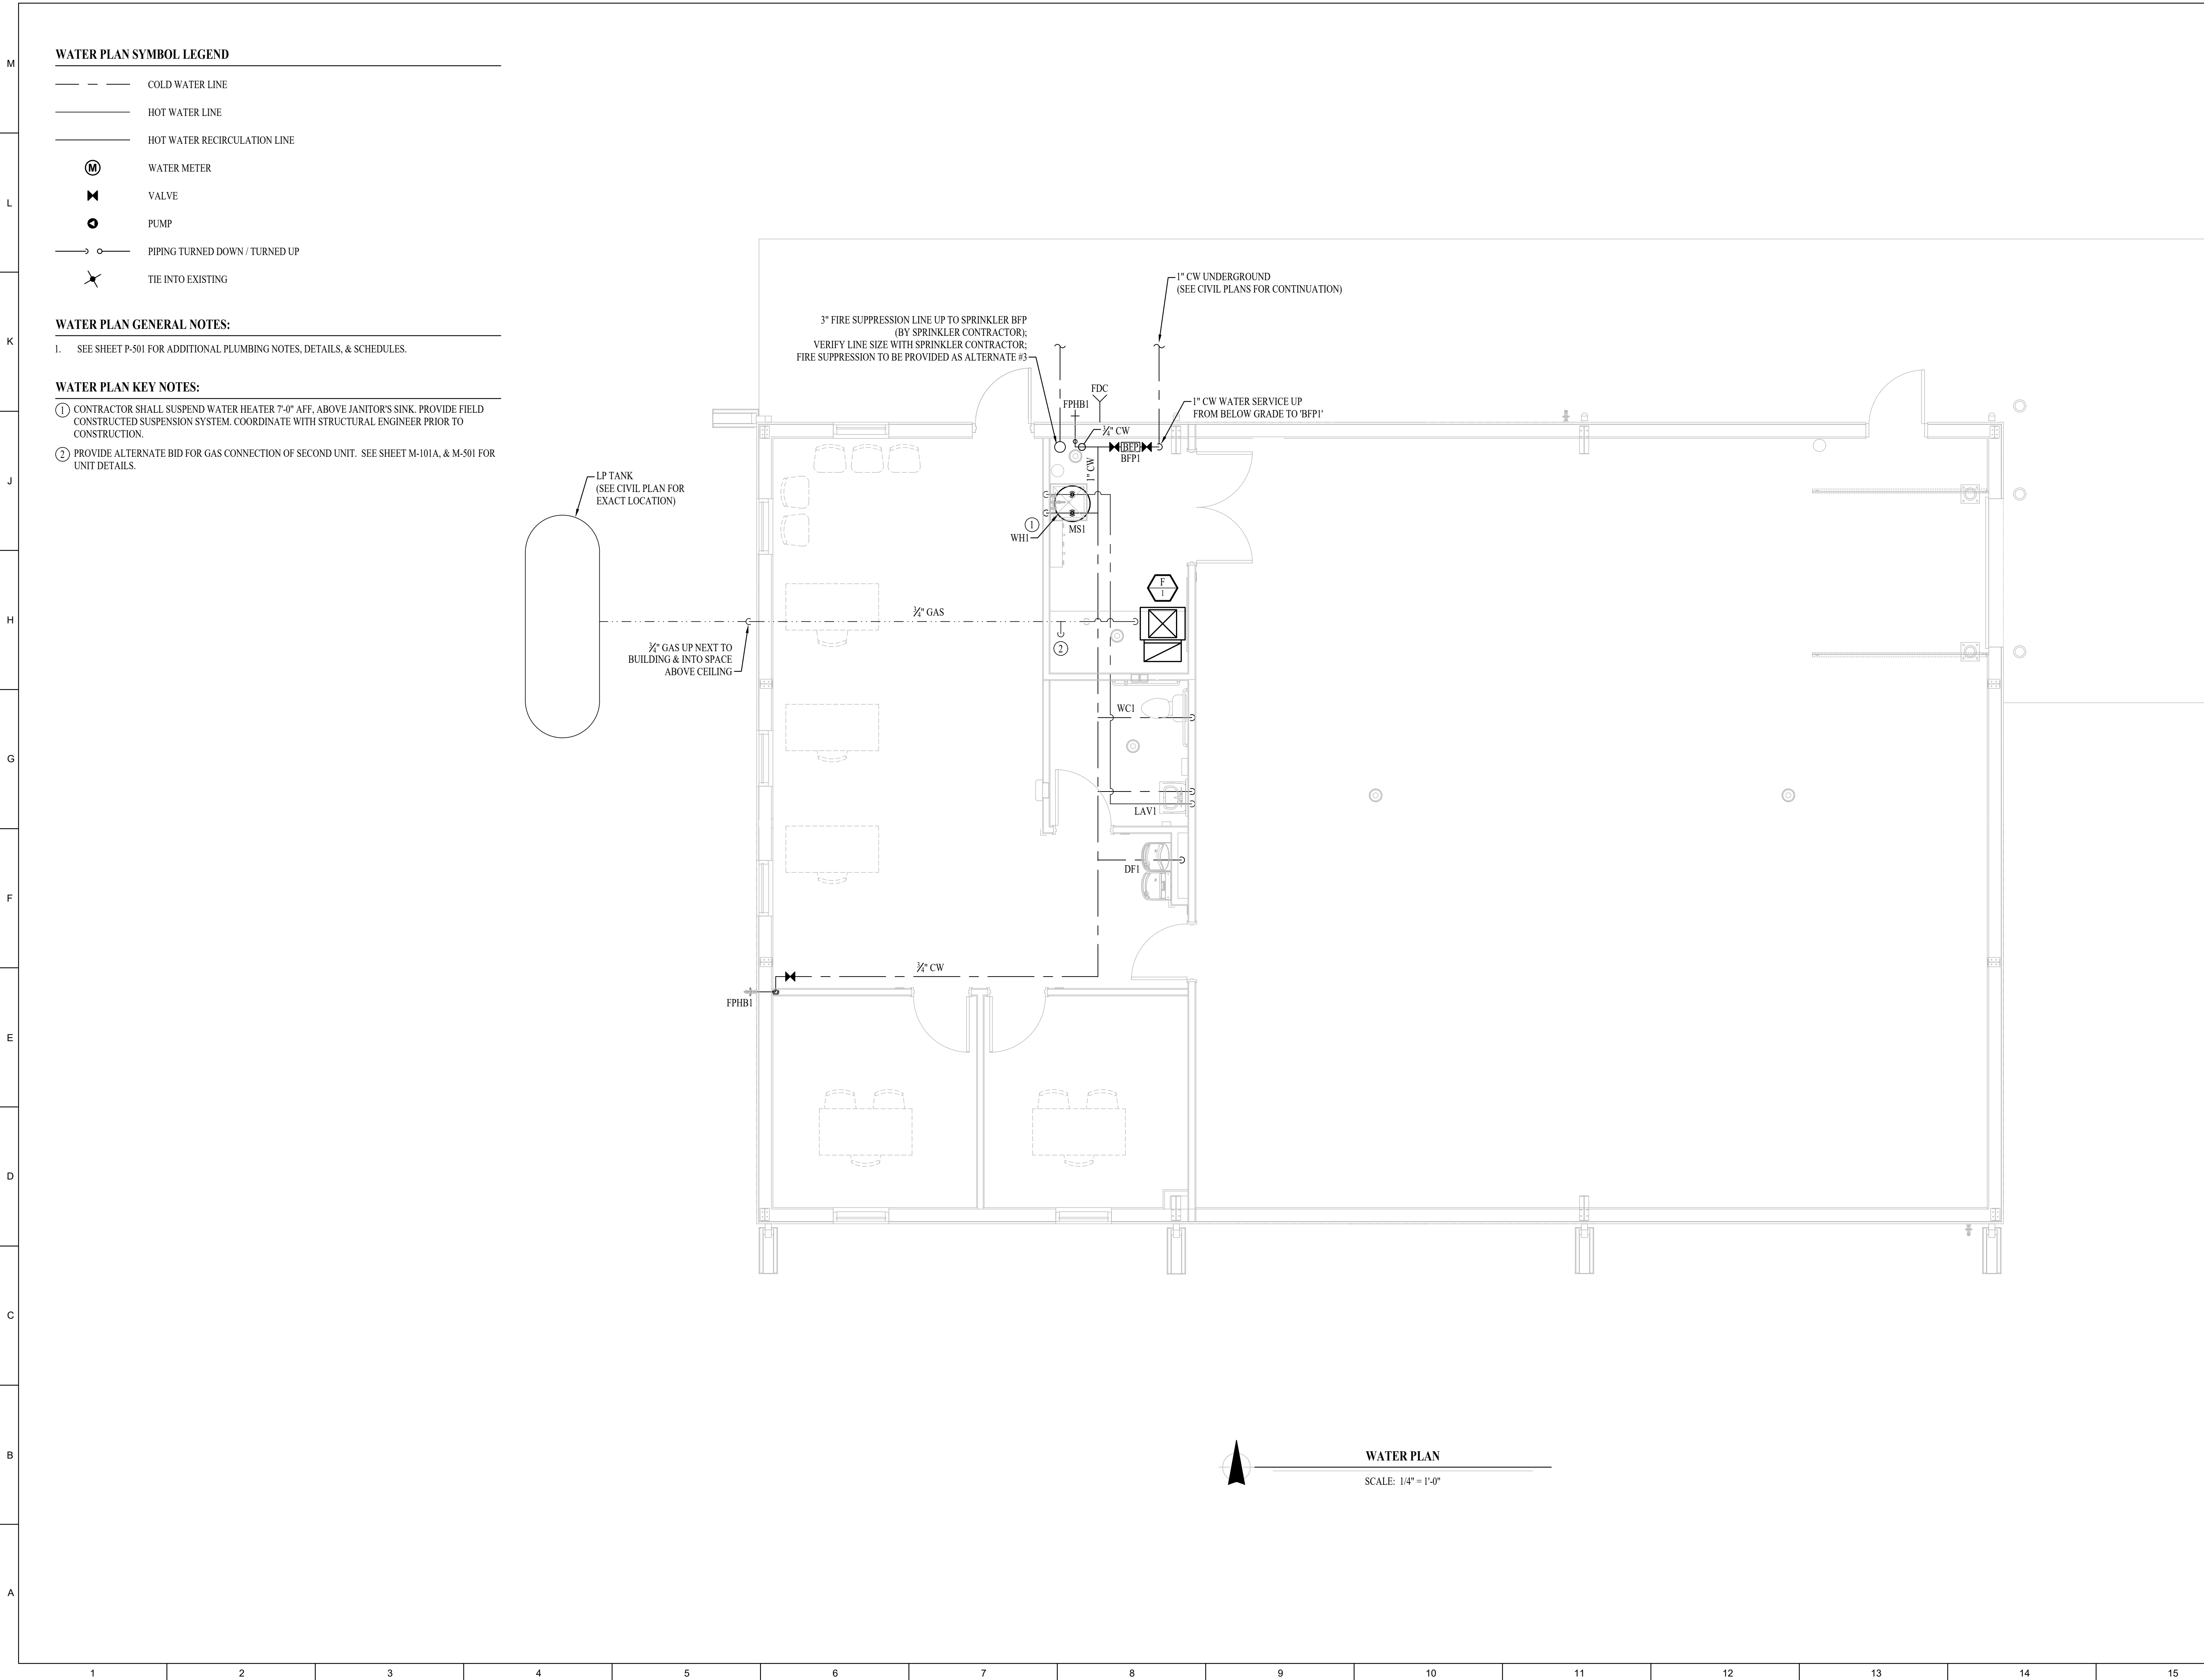 WATER PLAN SYMBOL LEGEND
COLD WATER LINE
HOT WATER LINE
HOT WATER RECIRCULATION LINE
M WATER METER
VALVE
PUMP
PIPING TURNED DOWN / TURNED UP
TIE INTO EXISTING
WATER PLAN GENERAL NOTES:
1. SEE SHEET P-501 FOR ADDITIONAL PLUMBING NOTES, DETAILS, & SCHEDULES.
WATER PLAN KEY NOTES:
1 CONTRACTOR SHALL SUSPEND WATER HEATER 7'-0" AFF, ABOVE JANITOR'S SINK. PROVIDE FIELD
CONSTRUCTED SUSPENSION SYSTEM. COORDINATE WITH STRUCTURAL ENGINEER PRIOR TO
CONSTRUCTION.
2 PROVIDE ALTERNATE BID FOR GAS CONNECTION OF SECOND UNIT. SEE SHEET M-101A, & M-501 FOR
UNIT DETAILS.
1" CW UNDERGROUND
(SEE CIVIL PLANS FOR CONTINUATION)
3" FIRE SUPPRESSION LINE UP TO SPRINKLER BFP
(BY SPRINKLER CONTRACTOR);
VERIFY LINE SIZE WITH SPRINKLER CONTRACTOR;
FIRE SUPPRESSION TO BE PROVIDED AS ALTERNATE #3
FDC
FPHB1
1" CW WATER SERVICE UP
FROM BELOW GRADE TO 'BFP1'
3/4" CW
BFP
BFP1
1" CW
LP TANK
(SEE CIVIL PLAN FOR
EXACT LOCATION)
1
MS1
WH1
F
1
3/4" GAS
2
3/4" GAS UP NEXT TO
BUILDING & INTO SPACE
ABOVE CEILING
WC1
LAV1
DF1
3/4" CW
FPHB1
WATER PLAN
SCALE: 1/4" = 1'-0"
M
L
K
J
H
G
F
E
D
C
B
A
1 2 3 4 5 6 7 8 9 10 11 12 13 14 15